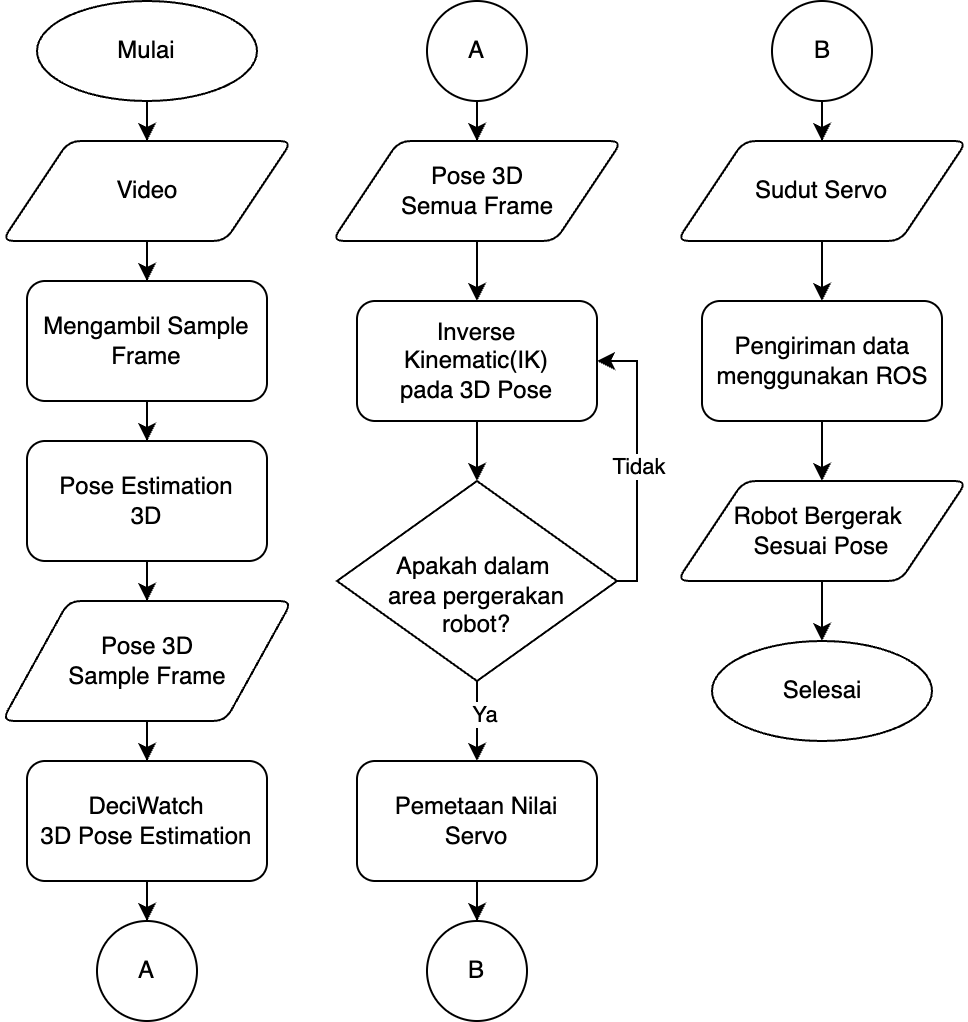 Mulai
Video
Mengambil Sample
Frame
Pose Estimation
3D
Pose 3D
Sample Frame
DeciWatch
3D Pose Estimation
A
A
Pose 3D
Semua Frame
Inverse
Kinematic(IK)
pada 3D Pose
Tidak
Apakah dalam
area pergerakan
robot?
Ya
Pemetaan Nilai
Servo
B
B
Sudut Servo
Pengiriman data
menggunakan ROS
Robot Bergerak
Sesuai Pose
Selesai